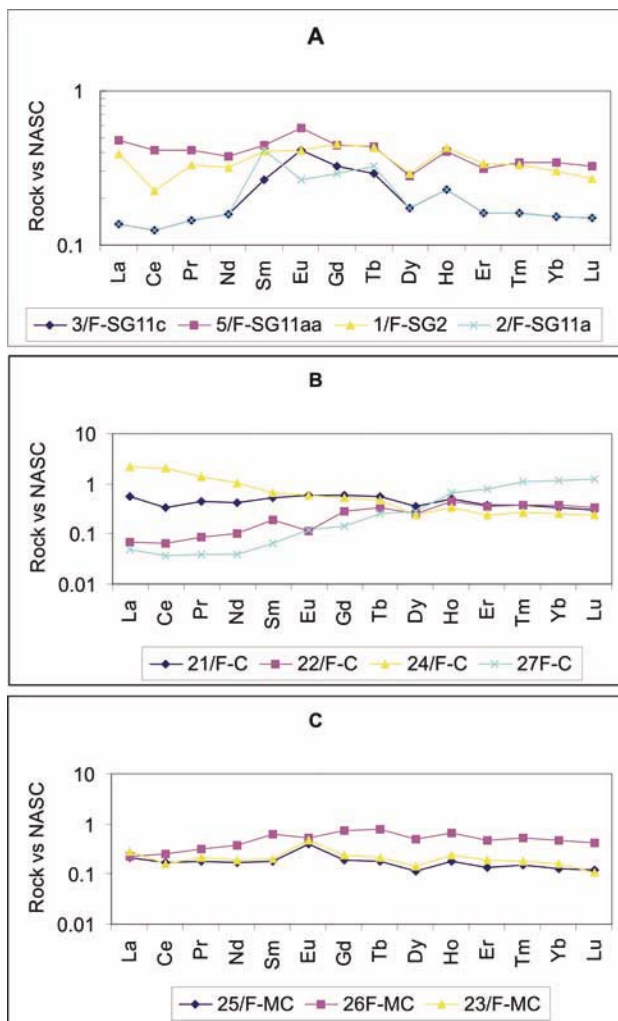 A
Rock vs NASC
1
0.1
La Ce Pr Nd Sm Eu Gd Tb Dy Ho Er Tm Yb Lu
3/F-SG11c 5/F-SG11aa 1/F-SG2 2/F-SG11a
B
Rock vs NASC
10
1
0.1
0.01
La Ce Pr Nd Sm Eu Gd Tb Dy Ho Er Tm Yb Lu
21/F-C 22/F-C 24/F-C 27F-C
C
Rock vs NASC
10
1
0.1
0.01
La Ce Pr Nd Sm Eu Gd Tb Dy Ho Er Tm Yb Lu
25/F-MC 26F-MC 23/F-MC